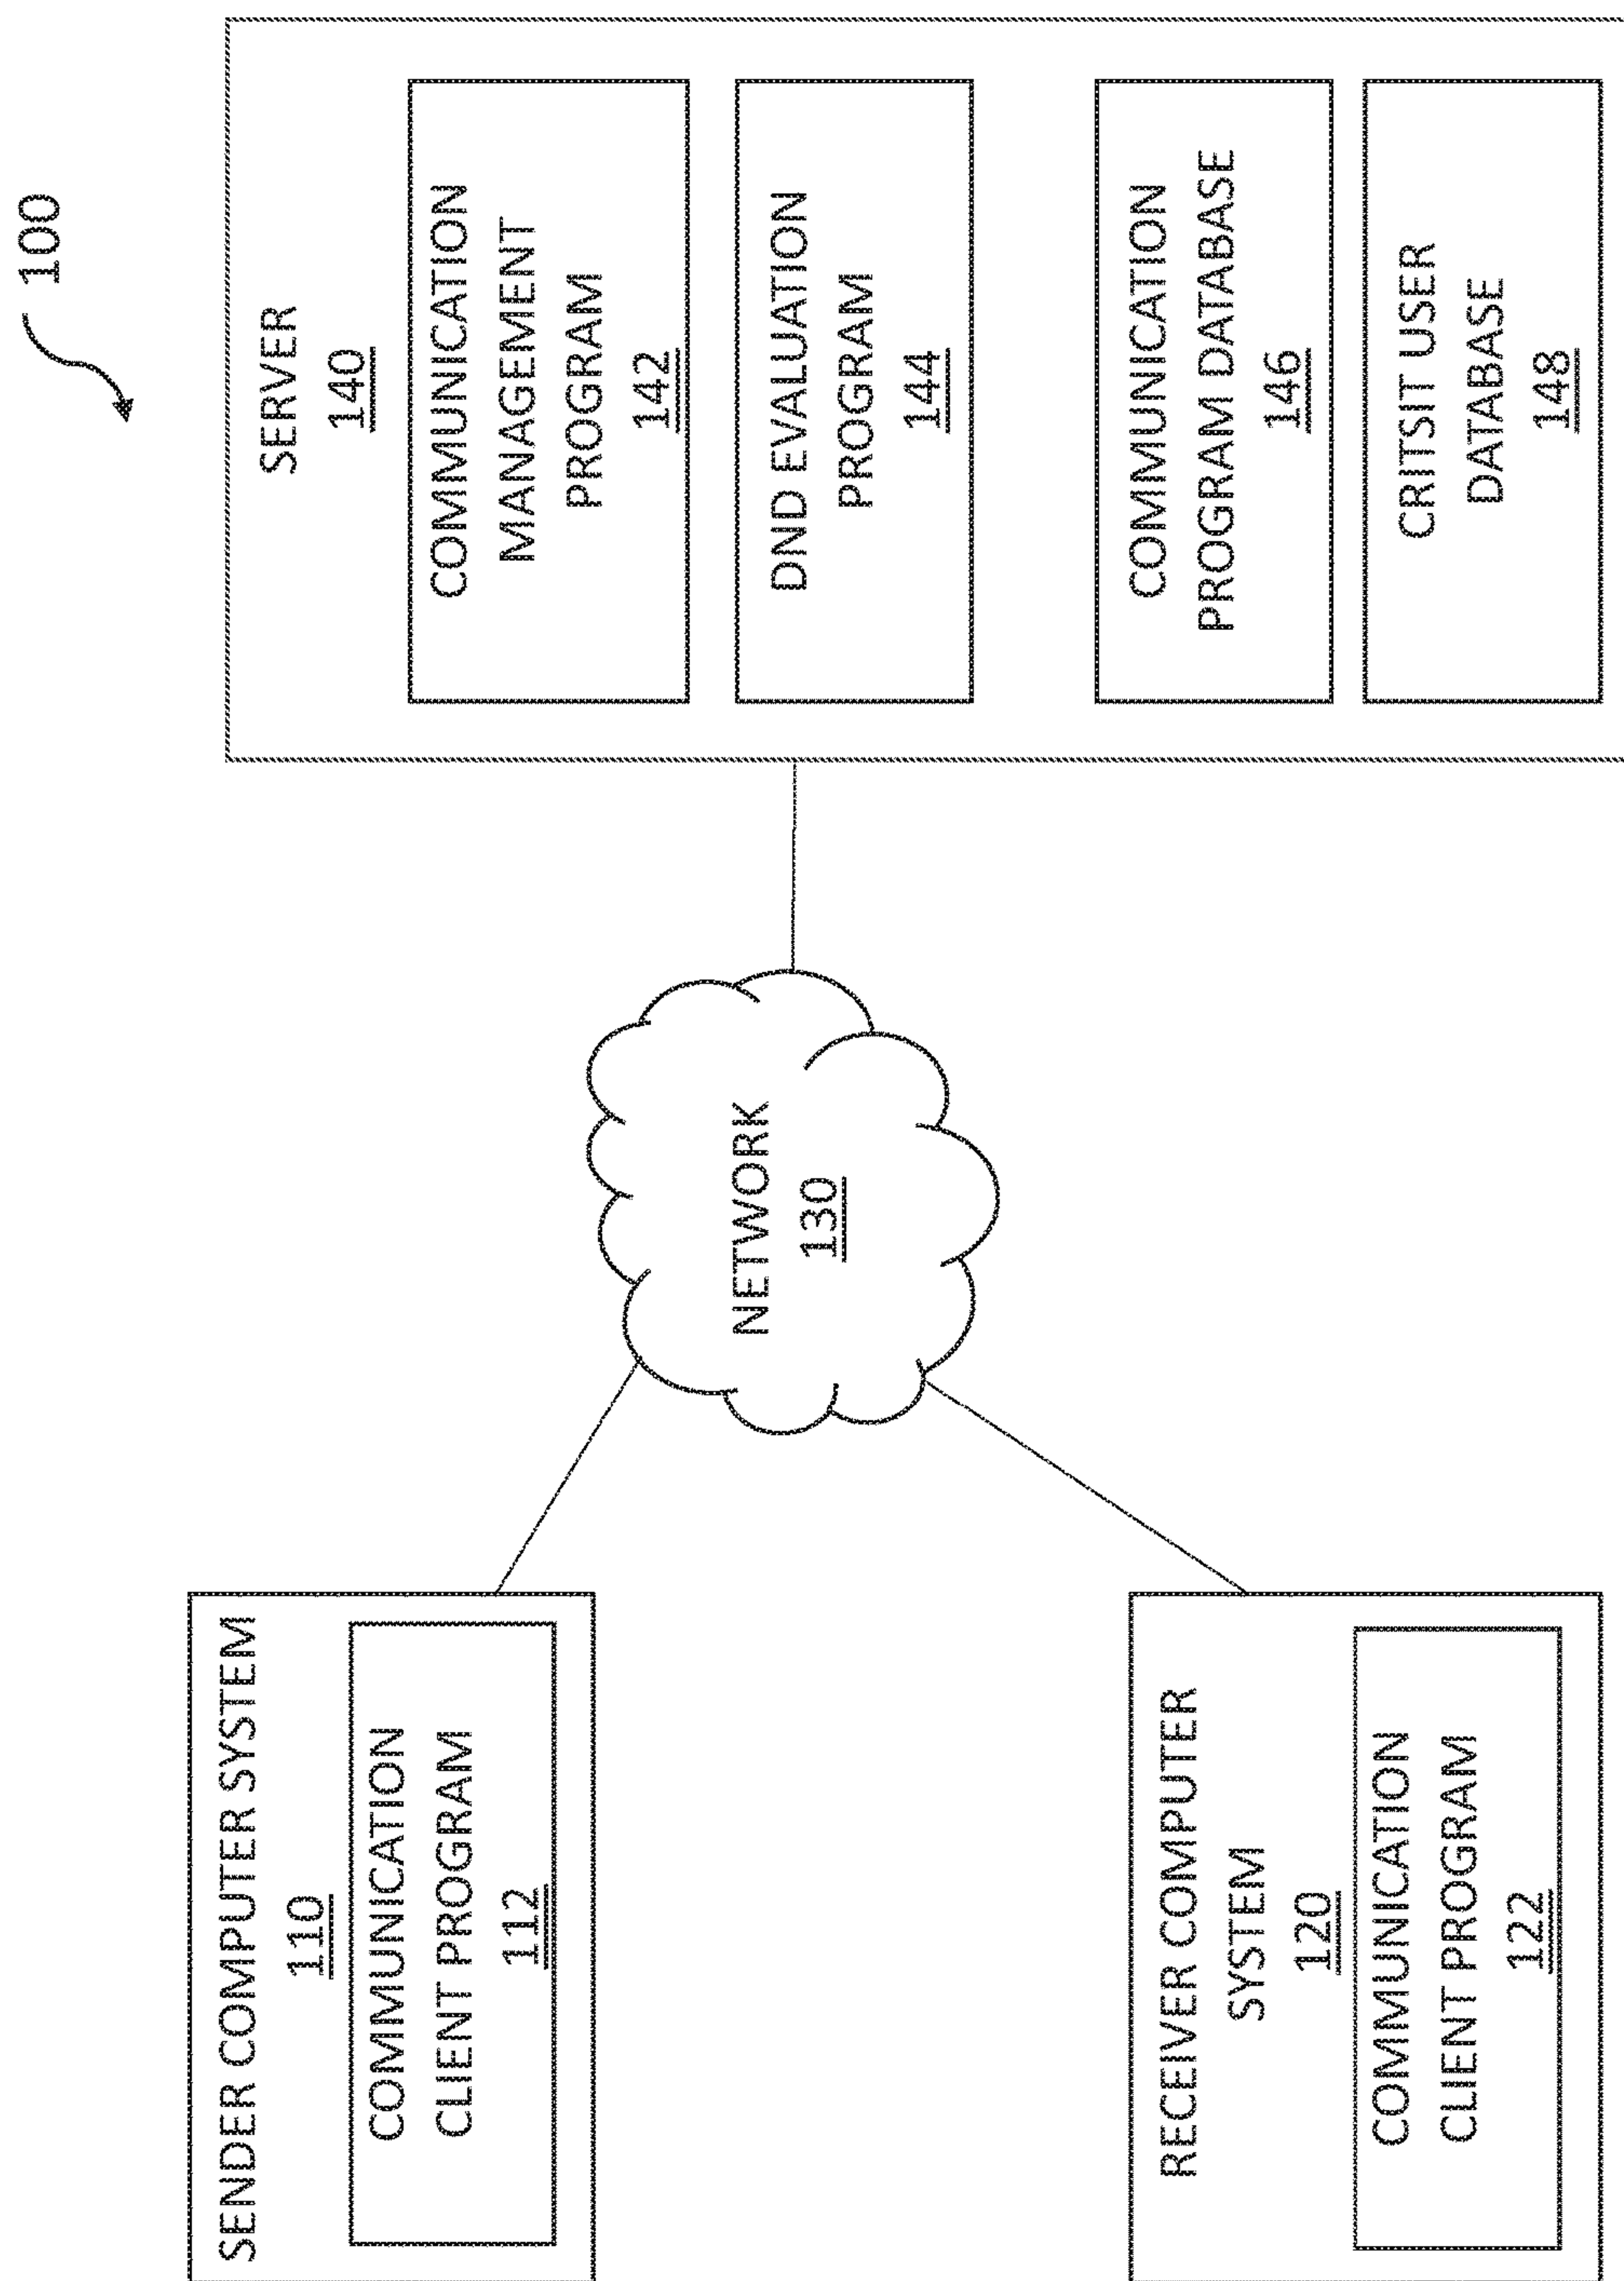 100
SENDER COMPUTER SYSTEM
110
COMMUNICATION
CLIENT PROGRAM
112
RECEIVER COMPUTER
SYSTEM
120
COMMUNICATION
CLIENT PROGRAM
122
NETWORK
130
SERVER
140
COMMUNICATION
MANAGEMENT
PROGRAM
142
DND EVALUATION
PROGRAM
144
COMMUNICATION
PROGRAM DATABASE
146
CRITSIT USER
DATABASE
148